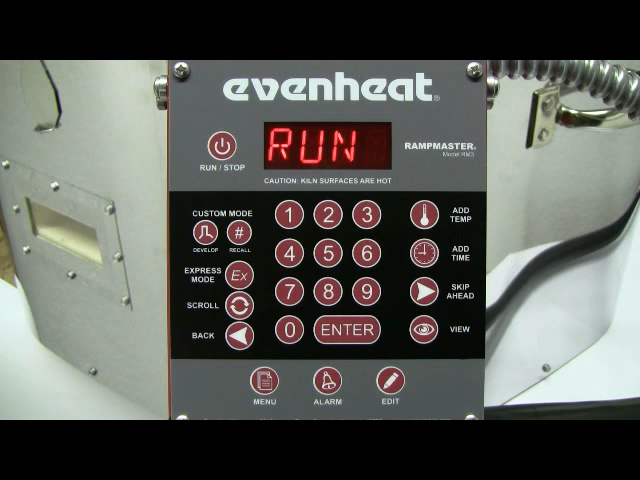 evenheat®
RUN
RAMPMASTER®
Model RM3
RUN / STOP
CAUTION: KILN SURFACES ARE HOT
CUSTOM MODE
#
DEVELOP
RECALL
EXPRESS
MODE
Ex
SCROLL
BACK
1 2 3
4 5 6
7 8 9
0 ENTER
ADD
TEMP
ADD
TIME
SKIP
AHEAD
VIEW
MENU
ALARM
EDIT